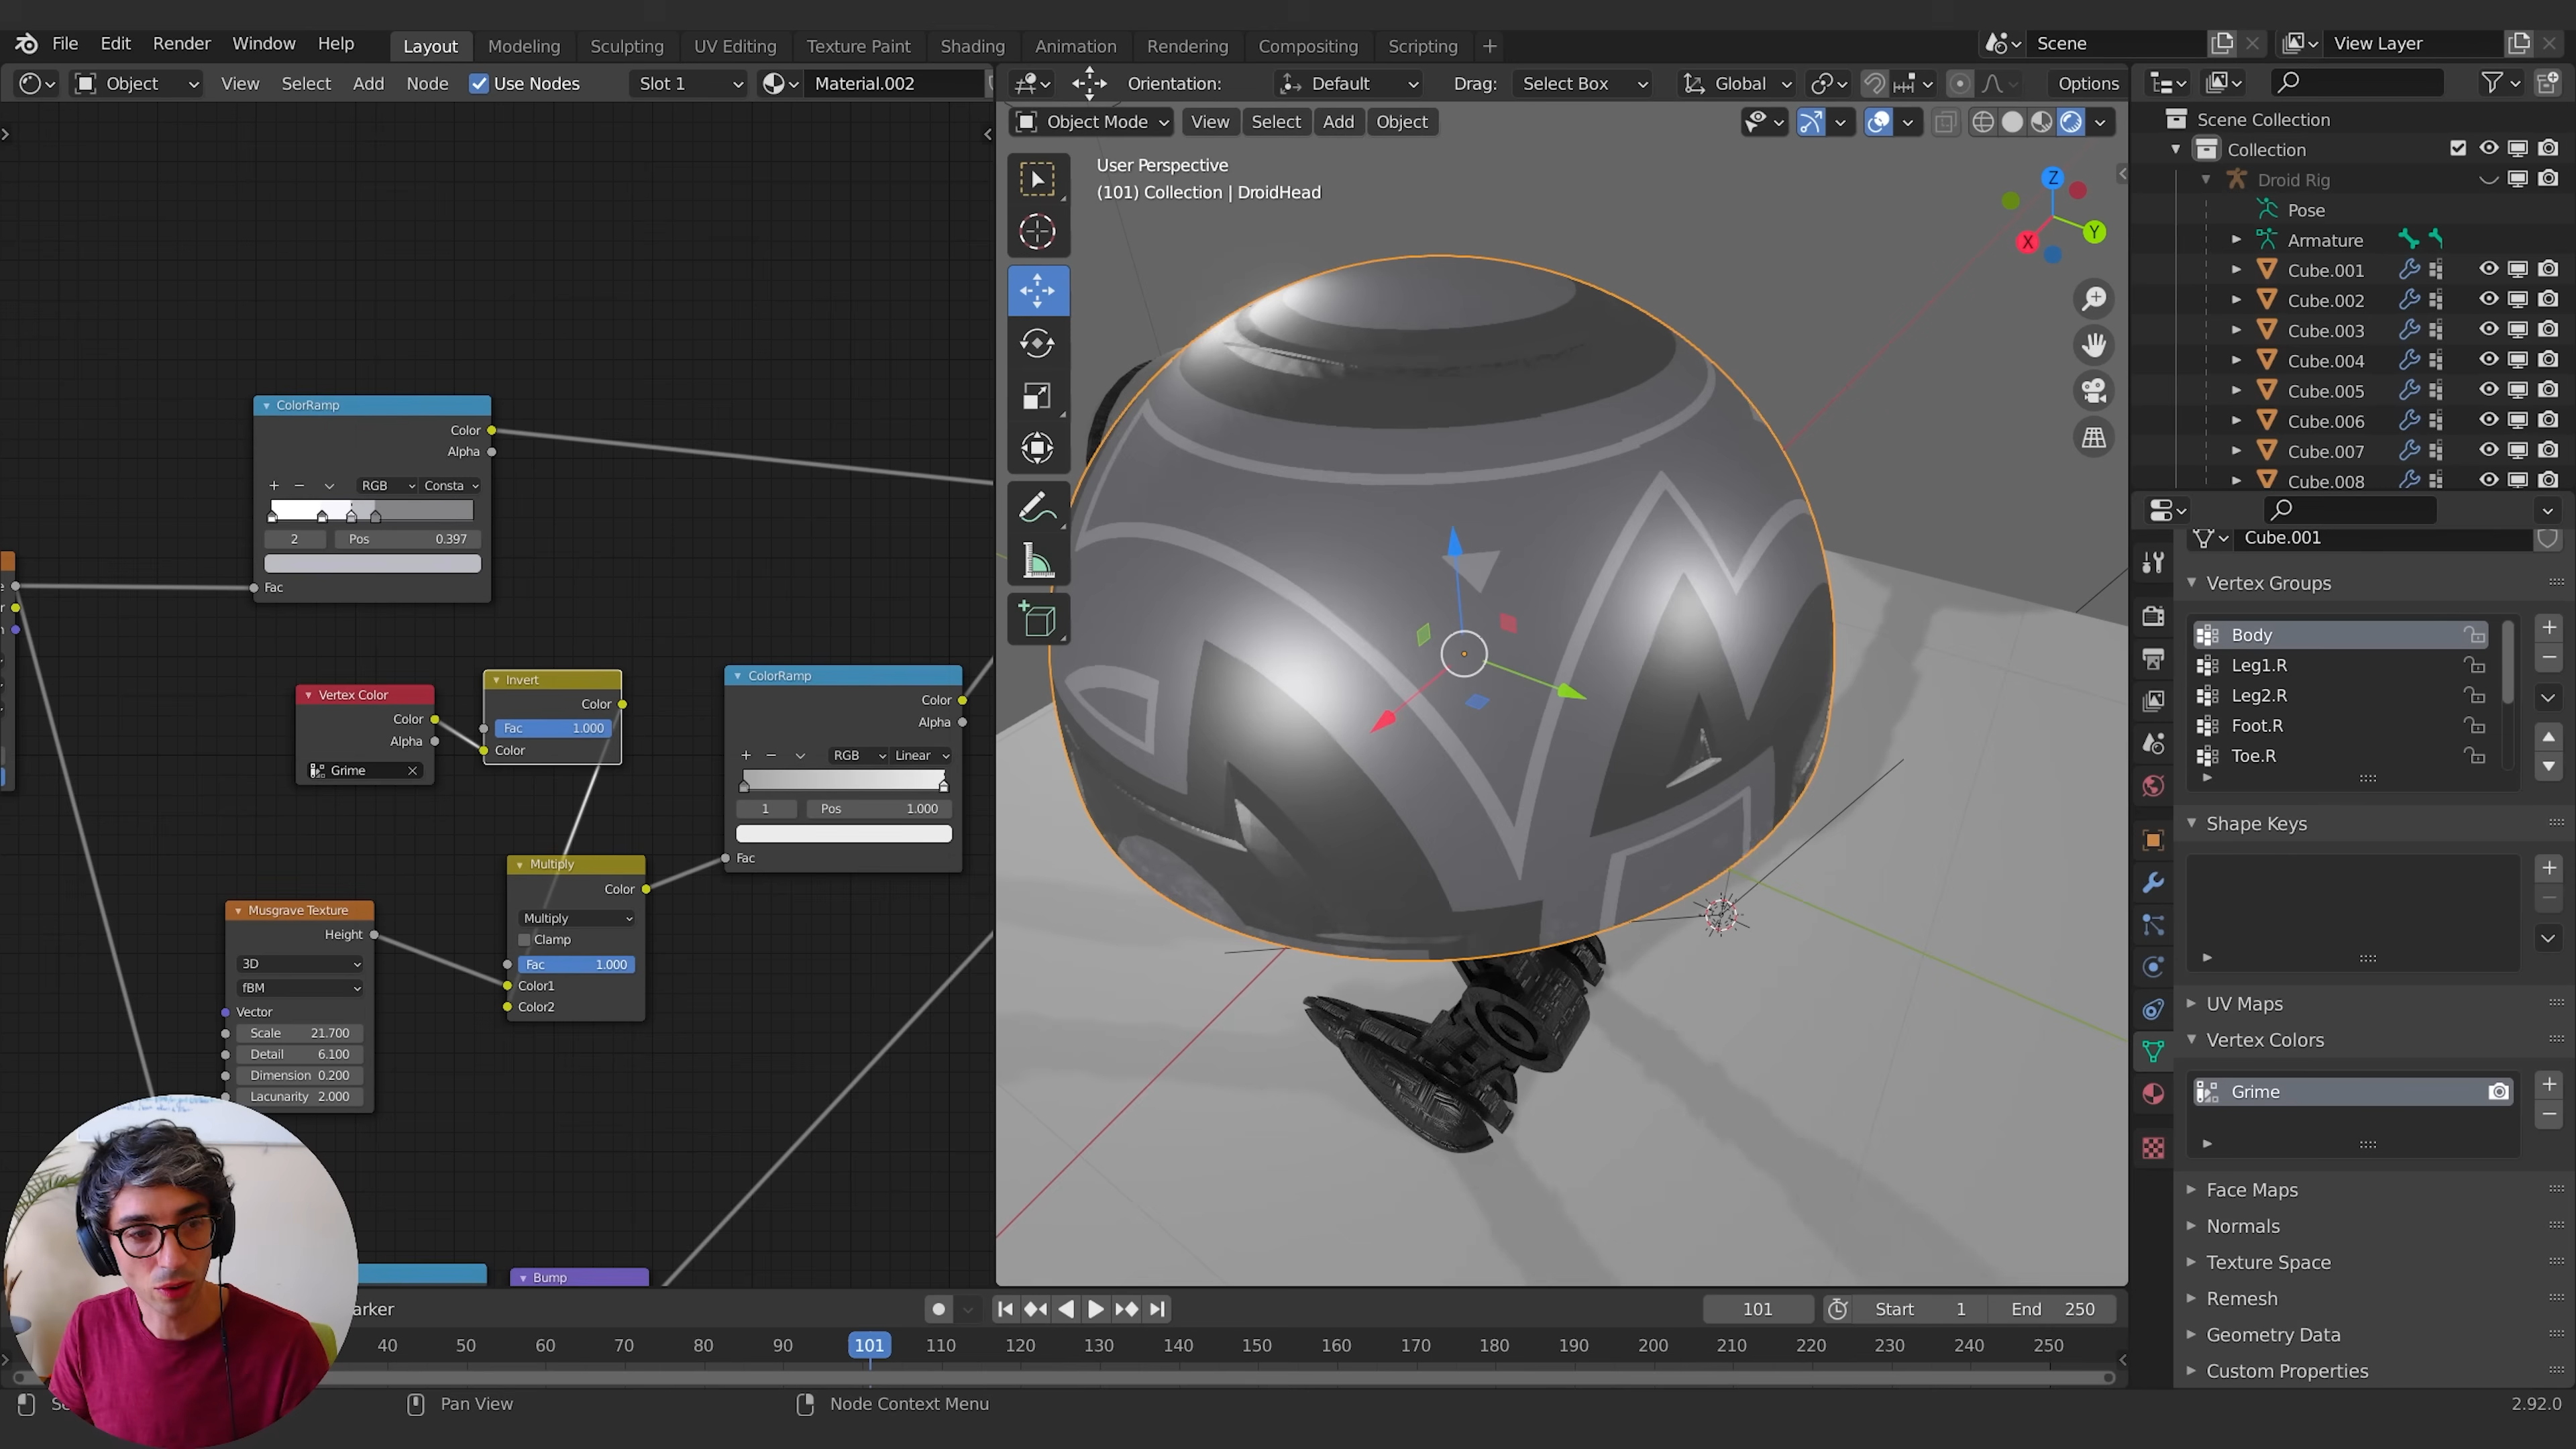 File Edit Render Window Help Layout Modeling Sculpting UV Editing Texture Paint Shading Animation Rendering Compositing Scripting + Scene View Layer
Object View Select Add Node Use Nodes Slot 1 Material.002 Orientation: Default Drag: Select Box Global Options
Object Mode View Select Add Object
User Perspective
(101) Collection | DroidHead
Z
Y
X
Scene Collection
Collection
Droid Rig
Pose
Armature
Cube.001
Cube.002
Cube.003
Cube.004
Cube.005
Cube.006
Cube.007
Cube.008
ColorRamp
Color
Alpha
RGB Consta
2 Pos 0.397
Fac
Vertex Color
Color
Alpha
Grime
Invert
Color
Fac 1.000
Color
ColorRamp
Color
Alpha
RGB Linear
1 Pos 1.000
Fac
Multiply
Color
Multiply
Clamp
Fac 1.000
Color1
Color2
Musgrave Texture
Height
3D
fBM
Vector
Scale 21.700
Detail 6.100
Dimension 0.200
Lacunarity 2.000
Bump
Cube.001
Vertex Groups
Body
Leg1.R
Leg2.R
Foot.R
Toe.R
Shape Keys
UV Maps
Vertex Colors
Grime
Face Maps
Normals
Texture Space
Remesh
Geometry Data
Custom Properties
arker 101 Start 1 End 250
40 50 60 70 80 90 101 110 120 130 140 150 160 170 180 190 200 210 220 230 240 250
Pan View Node Context Menu 2.92.0